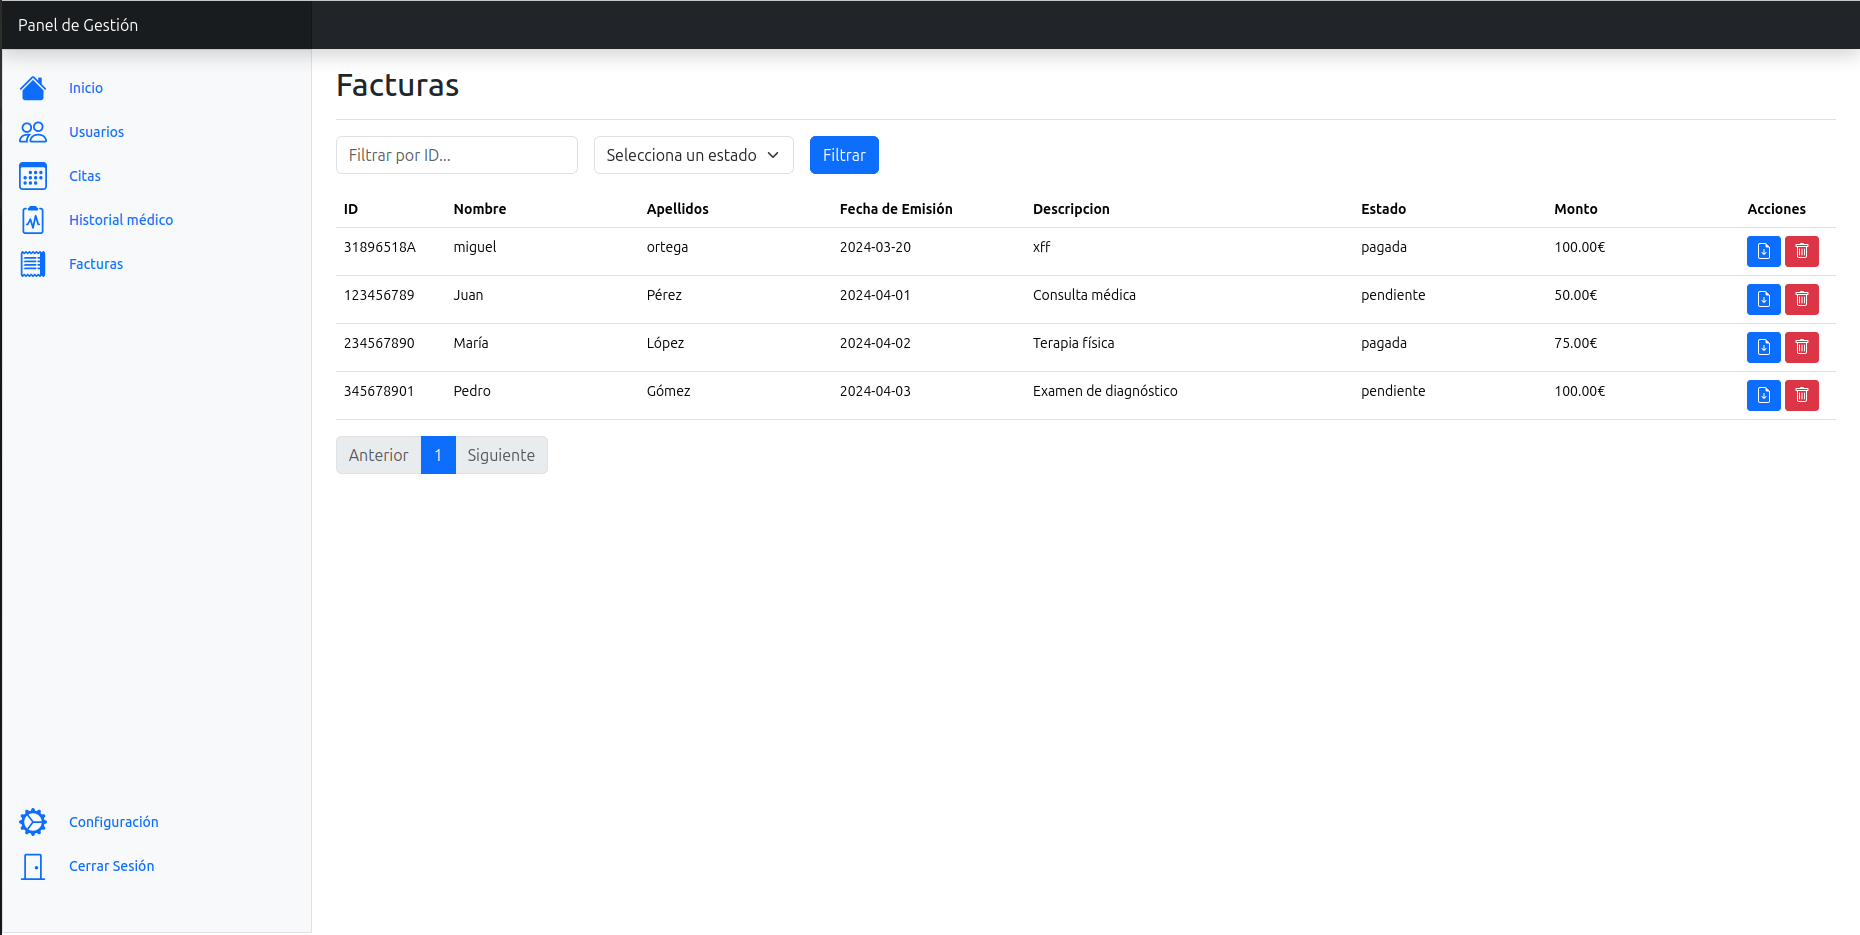 Panel de Gestión
Inicio
Usuarios
Citas
Historial médico
Facturas
Configuración
Cerrar Sesión
Facturas
Filtrar por ID... Selecciona un estado Filtrar
ID Nombre Apellidos Fecha de Emisión Descripcion Estado Monto Acciones
31896518A miguel ortega 2024-03-20 xff pagada 100.00€
123456789 Juan Pérez 2024-04-01 Consulta médica pendiente 50.00€
234567890 María López 2024-04-02 Terapia física pagada 75.00€
345678901 Pedro Gómez 2024-04-03 Examen de diagnóstico pendiente 100.00€
Anterior 1 Siguiente